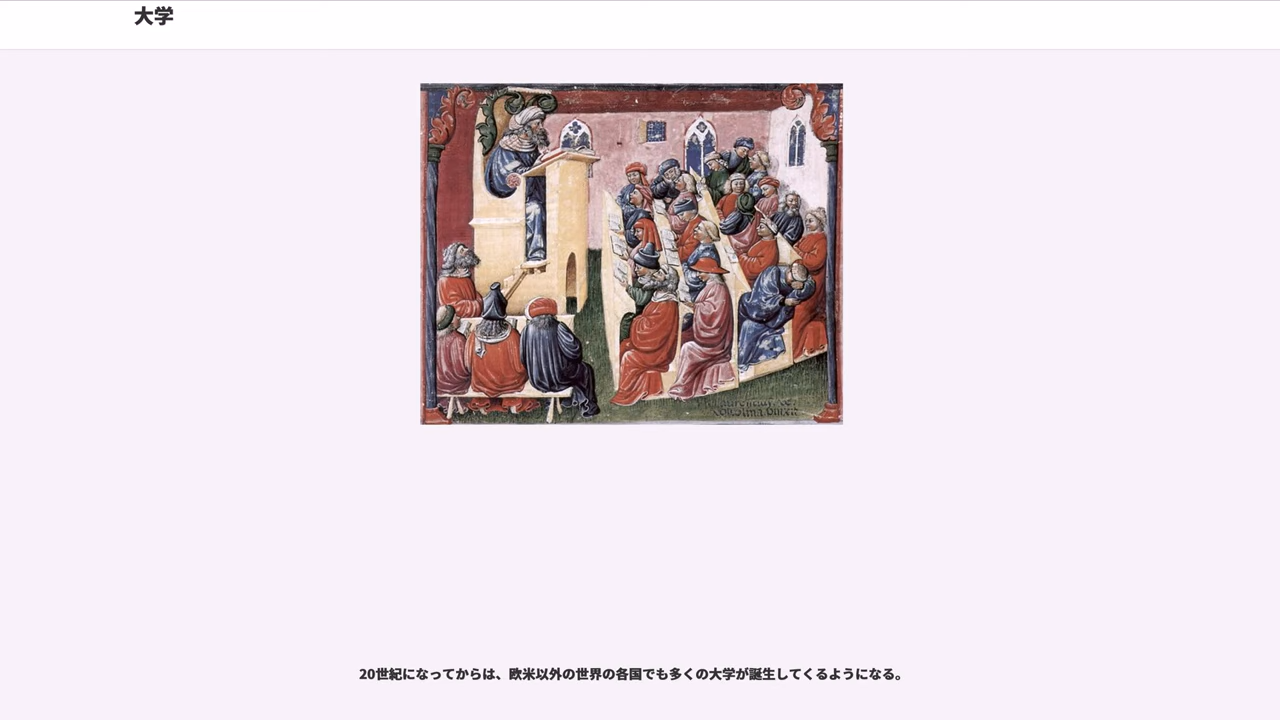 大学
20世紀になってからは、欧米以外の世界の各国でも多くの大学が誕生してくるようになる。